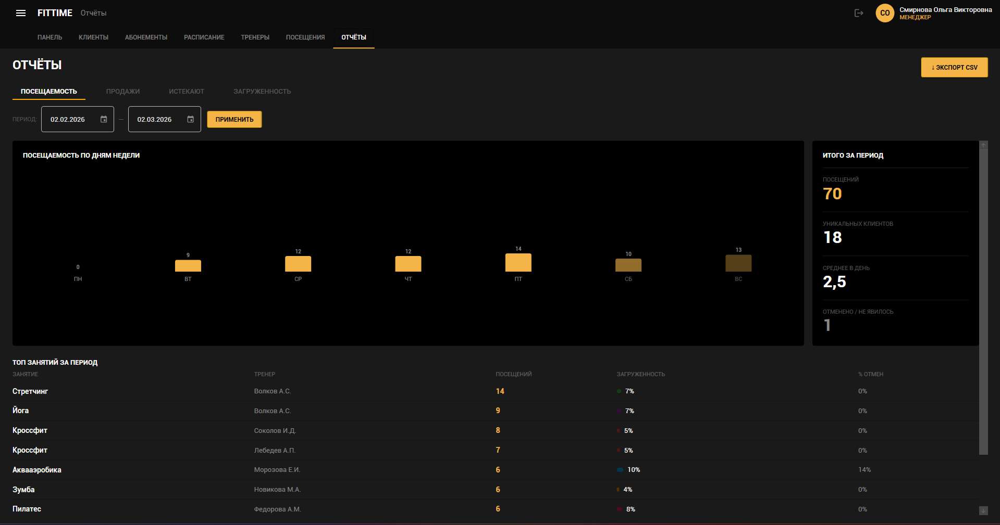 FITTIME Отчёты
СО
Смирнова Ольга Викторовна
МЕНЕДЖЕР
ПАНЕЛЬ КЛИЕНТЫ АБОНЕМЕНТЫ РАСПИСАНИЕ ТРЕНЕРЫ ПОСЕЩЕНИЯ ОТЧЁТЫ
ОТЧЁТЫ
↓ ЭКСПОРТ CSV
ПОСЕЩАЕМОСТЬ ПРОДАЖИ ИСТЕКАЮТ ЗАГРУЖЕННОСТЬ
ПЕРИОД: 02.02.2026 — 02.03.2026 ПРИМЕНИТЬ
ПОСЕЩАЕМОСТЬ ПО ДНЯМ НЕДЕЛИ
0 9 12 12 14 10 13
ПН ВТ СР ЧТ ПТ СБ ВС
ИТОГО ЗА ПЕРИОД
ПОСЕЩЕНИЙ
70
УНИКАЛЬНЫХ КЛИЕНТОВ
18
СРЕДНЕЕ В ДЕНЬ
2,5
ОТМЕНЕНО / НЕ ЯВИЛОСЬ
1
ТОП ЗАНЯТИЙ ЗА ПЕРИОД
ЗАНЯТИЕ ТРЕНЕР ПОСЕЩЕНИЙ ЗАГРУЖЕННОСТЬ % ОТМЕН
Стретчинг Волков А.С. 14 7% 0%
Йога Волков А.С. 9 7% 0%
Кроссфит Соколов И.Д. 8 5% 0%
Кроссфит Лебедев А.П. 7 5% 0%
Аквааэробика Морозова Е.И. 6 10% 14%
Зумба Новикова М.А. 6 4% 0%
Пилатес Федорова А.М. 6 8% 0%